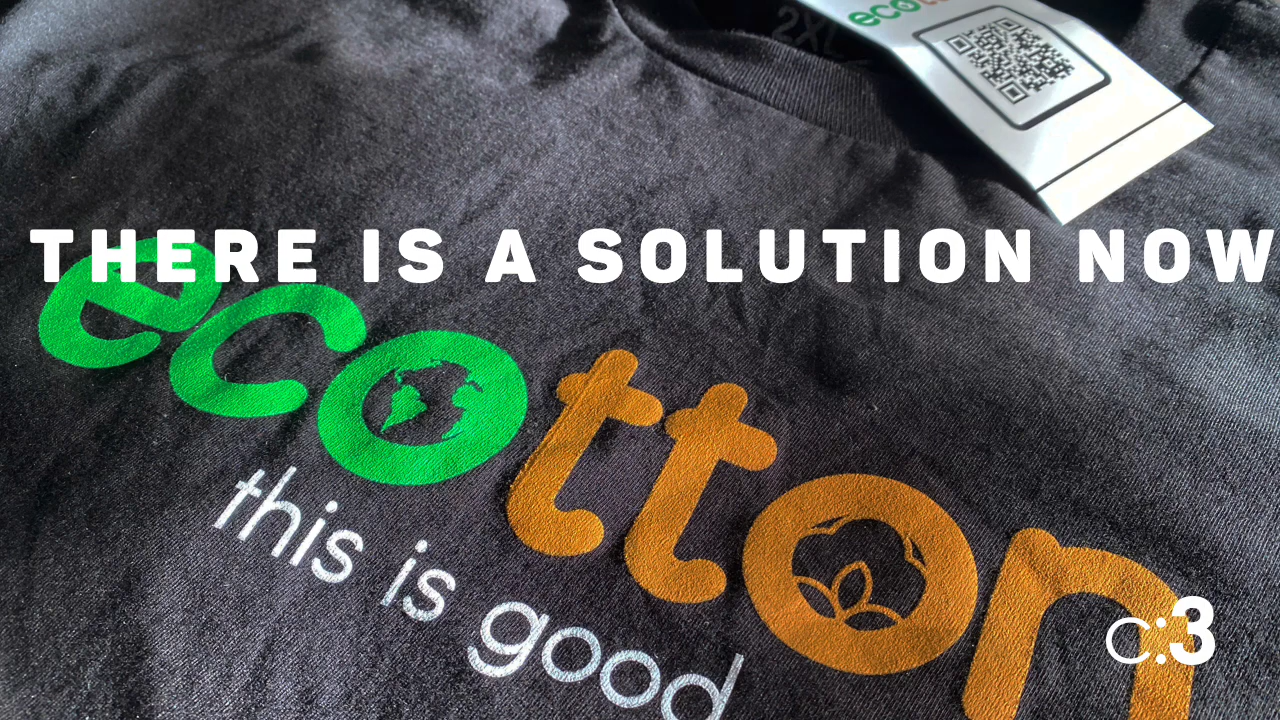 2XL
eco
THERE IS A SOLUTION NOW
ecotton
this is good
c:3